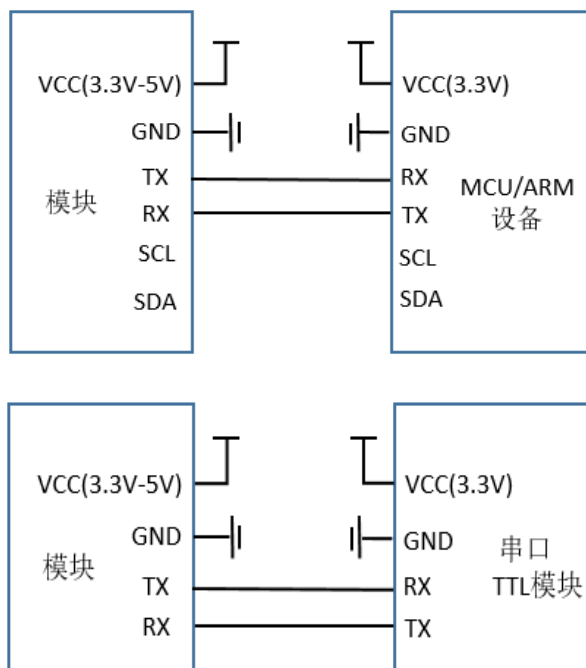 VCC(3.3V-5V)
GND
TX
RX
SCL
SDA
模块
VCC(3.3V)
GND
RX
TX
SCL
SDA
MCU/ARM
设备
VCC(3.3V-5V)
GND
TX
RX
模块
VCC(3.3V)
GND
RX
TX
串口
TTL模块